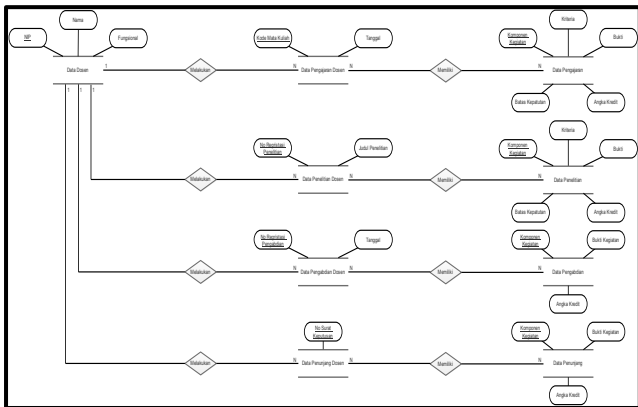 Nama
NIP
Fungsional
Data Dosen
1
Melakukan
N
Kode Mata Kuliah
Tanggal
Data Pengajaran Dosen
N
Memiliki
N
Komponen
Kegiatan
Kriteria
Bukti
Data Pengajaran
Batas Kepatutan
Angka Kredit
1
1
1
Melakukan
N
No Registrasi
Penelitian
Judul Penelitian
Data Penelitian Dosen
N
Memiliki
N
Komponen
Kegiatan
Kriteria
Bukti
Data Penelitian
Batas Kepatutan
Angka Kredit
Melakukan
N
No Registrasi
Pengabdian
Tanggal
Data Pengabdian Dosen
N
Memiliki
N
Komponen
Kegiatan
Bukti Kegiatan
Data Pengabdian
Angka Kredit
Melakukan
N
No Surat
Keputusan
Data Penunjang Dosen
N
Memiliki
N
Komponen
Kegiatan
Bukti Kegiatan
Data Penunjang
Angka Kredit